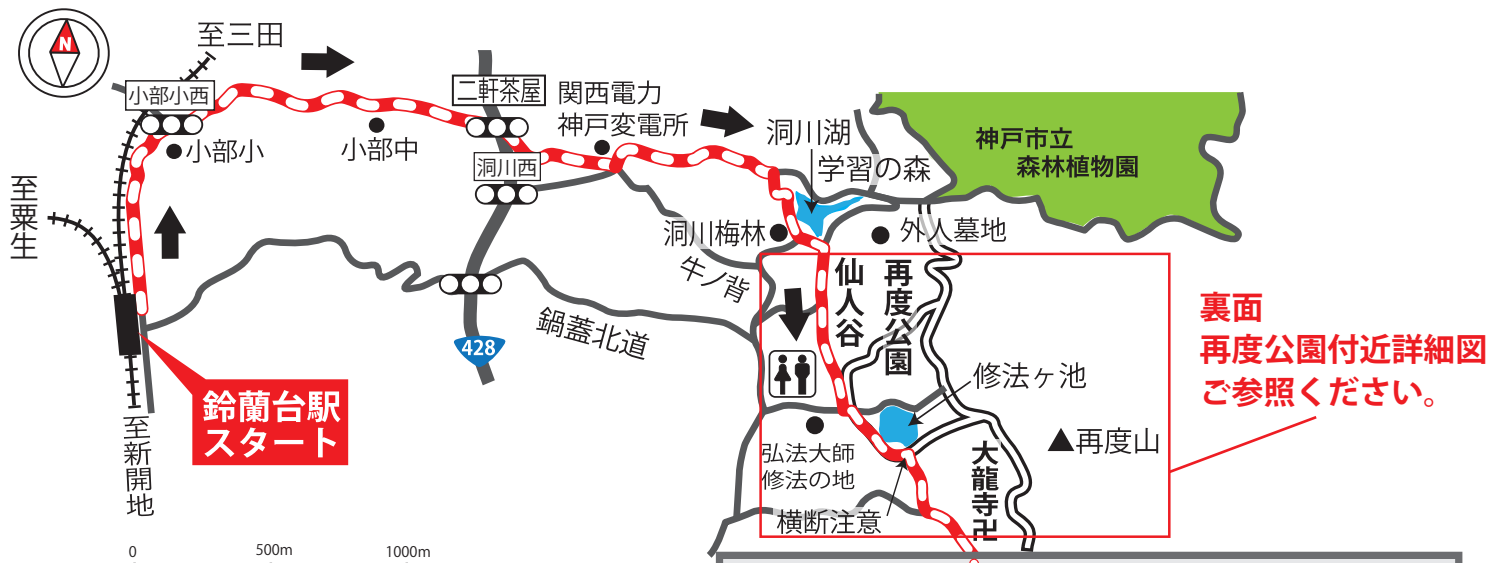 N
至三田
小部小西
小部小
小部中
二軒茶屋
関西電力
神戸変電所
洞川西
洞川湖
学習の森
神戸市立
森林植物園
至粟生
洞川梅林
外人墓地
牛ノ背
仙人谷
再度公園
鍋蓋北道
428
裏面
再度公園付近詳細図
ご参照ください。
修法ヶ池
鈴蘭台駅
スタート
至新開地
弘法大師
修法の地
▲再度山
大龍寺卍
横断注意
0
500m
1000m